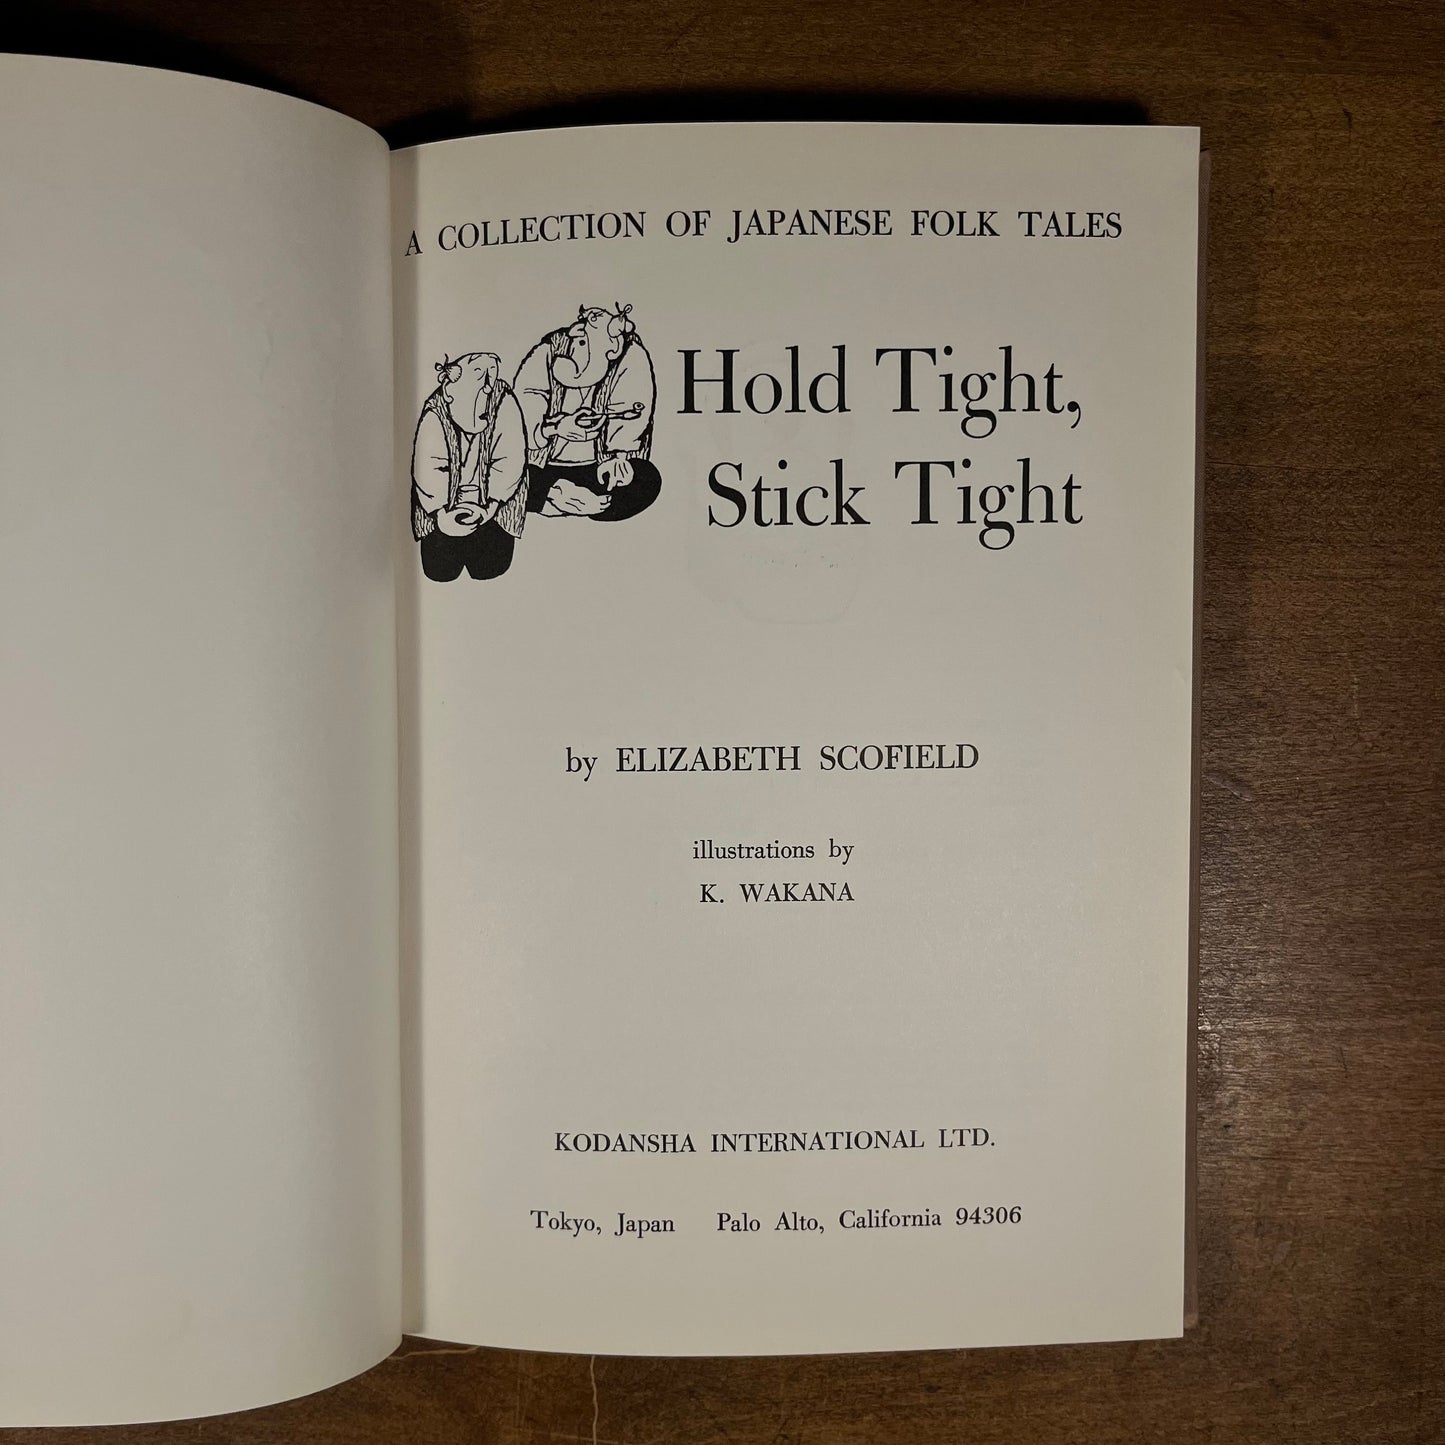 A COLLECTION OF JAPANESE FOLK TALES
Hold Tight,
Stick Tight
by ELIZABETH SCOFIELD
illustrations by
K. WAKANA
KODANSHA INTERNATIONAL LTD.
Tokyo, Japan Palo Alto, California 94306